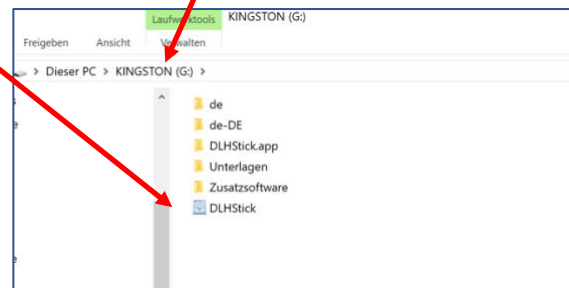 Laufwerktools KINGSTON (G:)
Freigeben Ansicht Verwalten
> Dieser PC > KINGSTON (G:) >
de
de-DE
DLHStick.app
Unterlagen
Zusatzsoftware
DLHStick